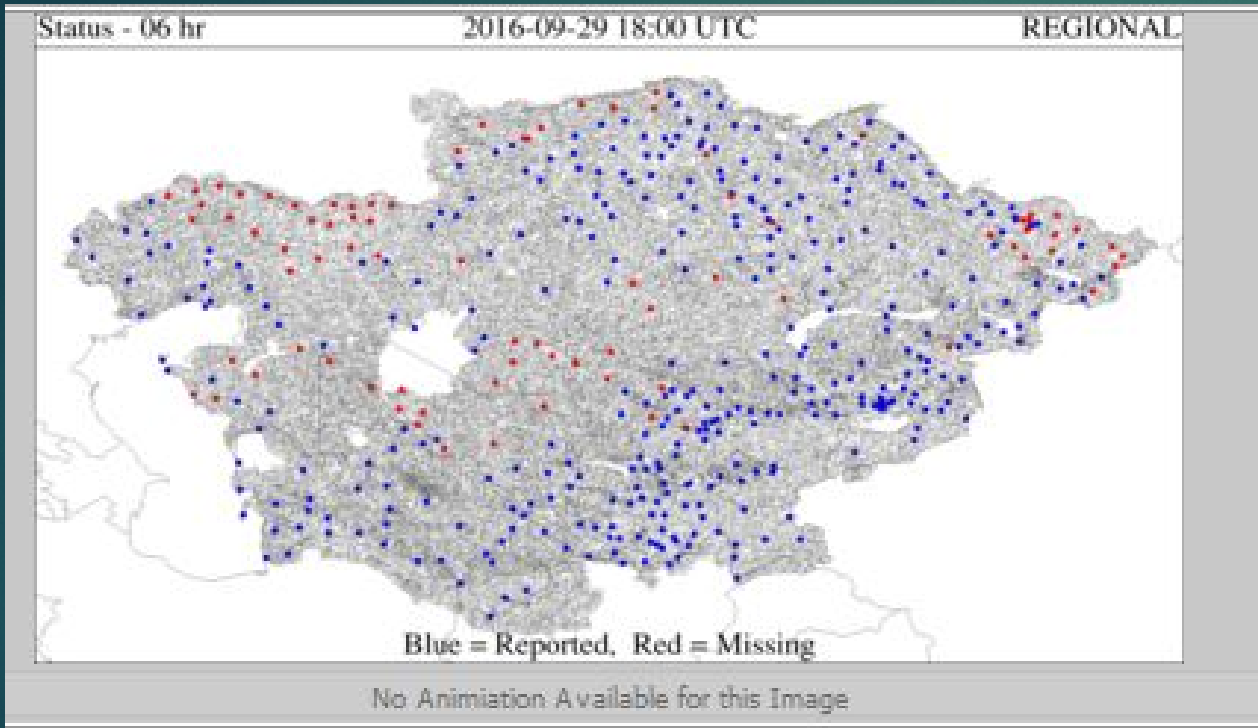 Status - 06 hr 2016-09-29 18:00 UTC REGIONAL
Blue = Reported, Red = Missing
No Animiation Available for this Image